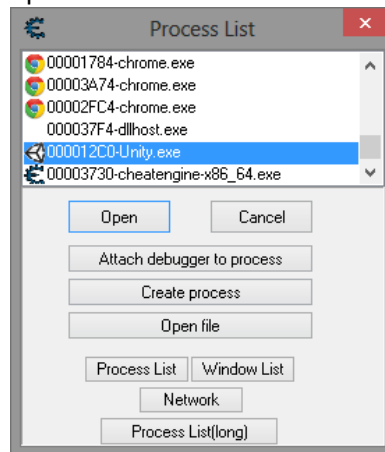 Process List
00001784-chrome.exe
00003A74-chrome.exe
00002FC4-chrome.exe
000037F4-dllhost.exe
000012C0-Unity.exe
00003730-cheatengine-x86_64.exe
Open Cancel
Attach debugger to process
Create process
Open file
Process List Window List
Network
Process List(long)